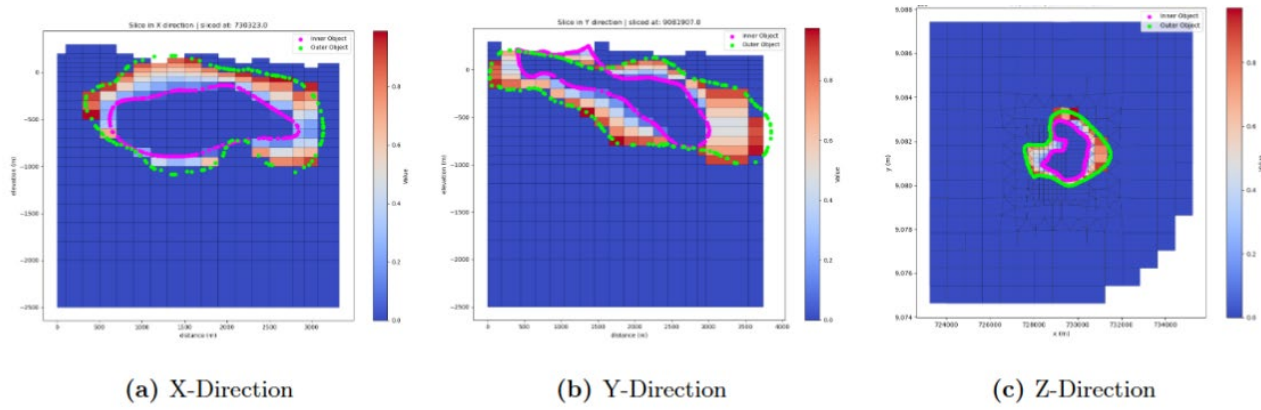 Slice in X direction | sliced at: 730323.0
Inner Object
Outer Object
elevation (m)
0
−500
−1000
−1500
−2000
−2500
0 500 1000 1500 2000 2500 3000
distance (m)
Value
0.8
0.6
0.4
0.2
0.0
(a) X-Direction
Slice in Y direction | sliced at:
Inner Object
Outer Object
elevation (m)
0
−500
−1000
−1500
−2000
−2500
0 500 1000 1500 2000 2500 3000 3500 4000
distance (m)
Value
0.8
0.6
0.4
0.2
0.0
(b) Y-Direction
Inner Object
Outer Object
y (m)
9.088
9.086
9.084
9.082
9.080
9.078
9.076
9.074
724000 726000 728000 730000 732000 734000
x (m)
Value
0.8
0.6
0.4
0.2
0.0
(c) Z-Direction